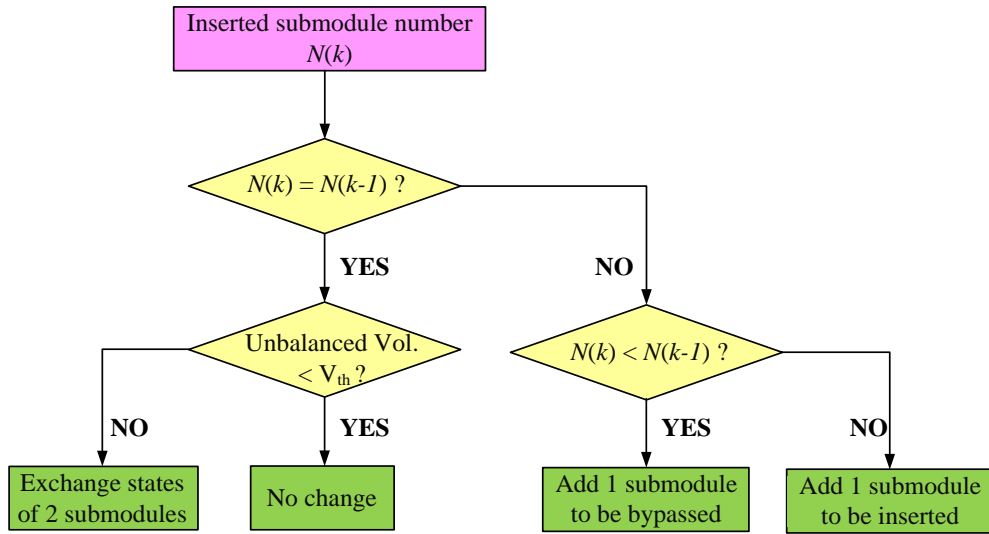 Inserted submodule number
N(k)
N(k) = N(k-1) ?
YES
NO
Unbalanced Vol.
< Vth ?
N(k) < N(k-1) ?
NO
YES
YES
NO
Exchange states
of 2 submodules
No change
Add 1 submodule
to be bypassed
Add 1 submodule
to be inserted